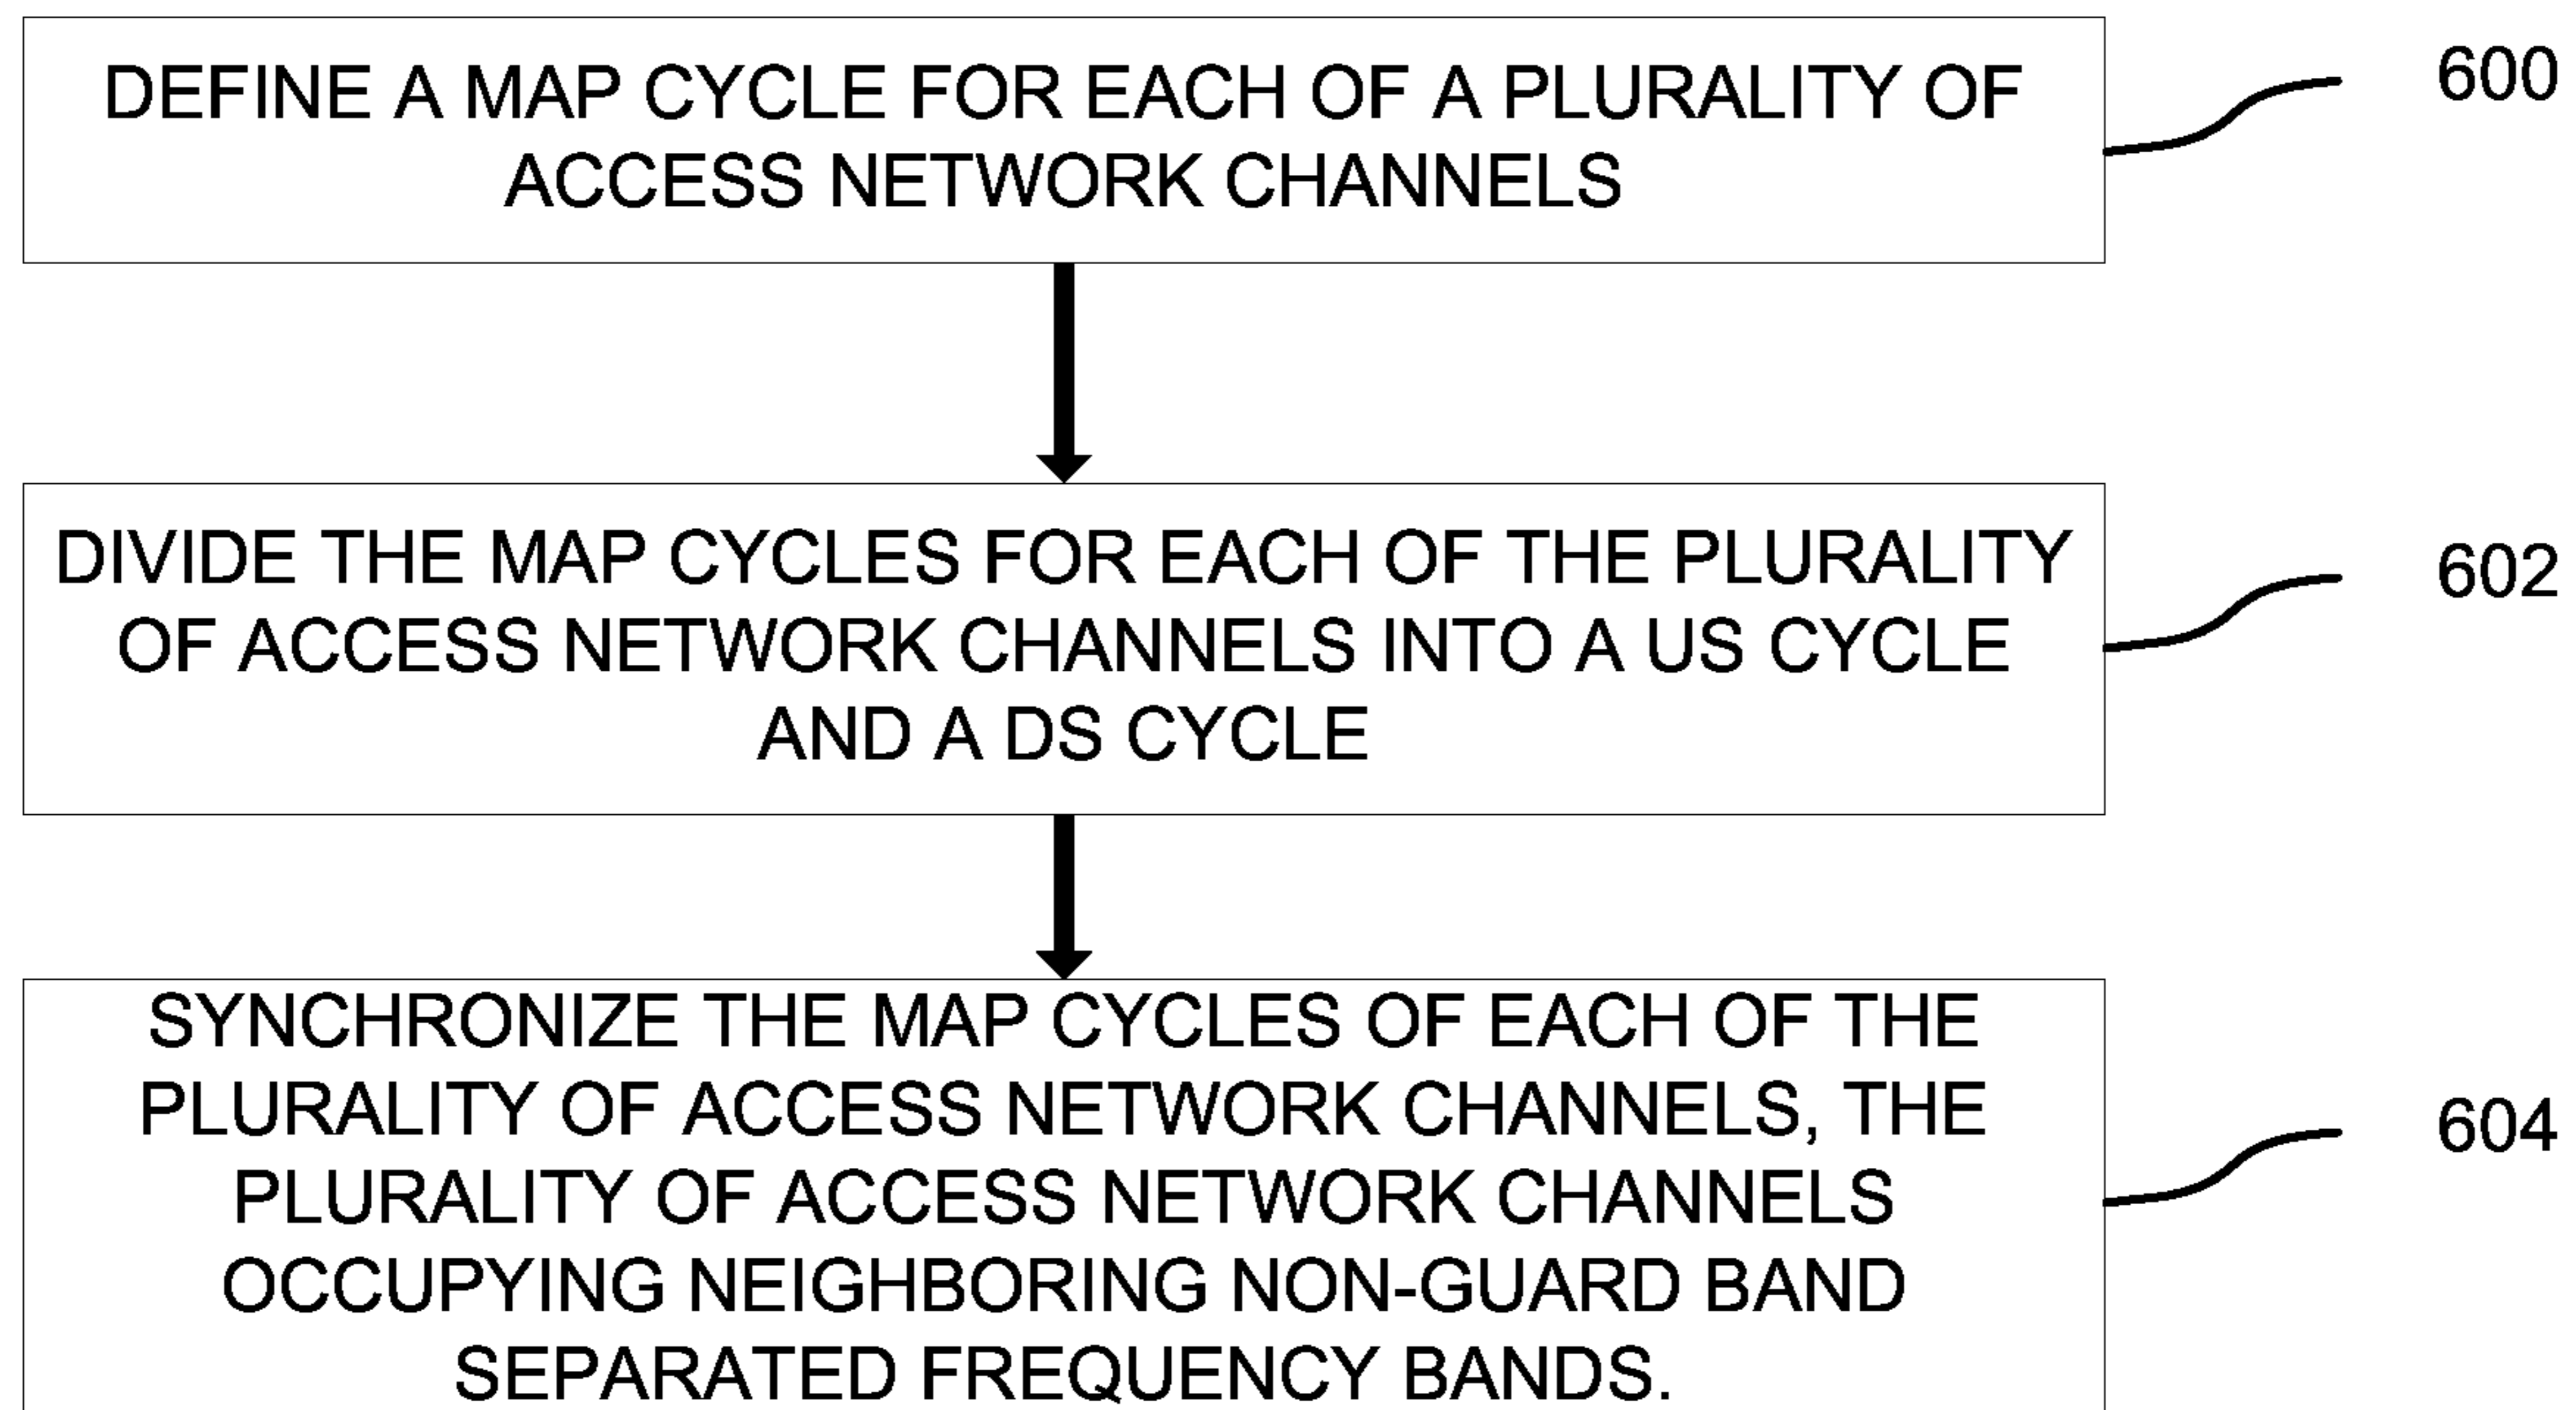 DEFINE A MAP CYCLE FOR EACH OF A PLURALITY OF
ACCESS NETWORK CHANNELS
600
DIVIDE THE MAP CYCLES FOR EACH OF THE PLURALITY
OF ACCESS NETWORK CHANNELS INTO A US CYCLE
AND A DS CYCLE
602
SYNCHRONIZE THE MAP CYCLES OF EACH OF THE
PLURALITY OF ACCESS NETWORK CHANNELS, THE
PLURALITY OF ACCESS NETWORK CHANNELS
OCCUPYING NEIGHBORING NON-GUARD BAND
SEPARATED FREQUENCY BANDS.
604